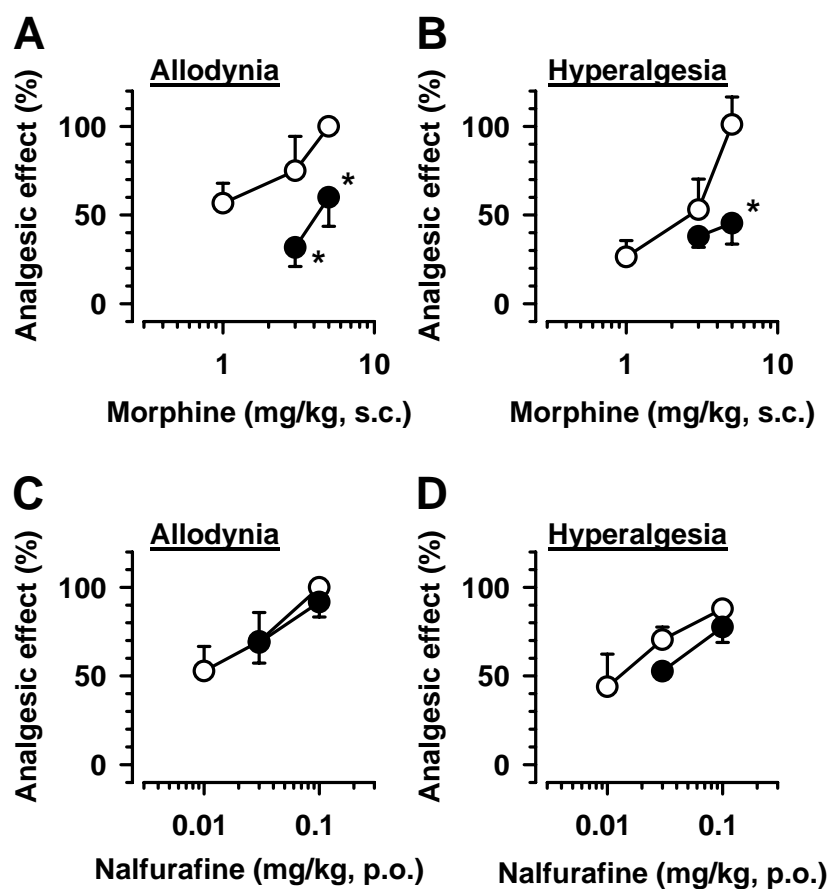 A
Allodynia
Analgesic effect (%)
100
50
0
*
*
1
10
Morphine (mg/kg, s.c.)
B
Hyperalgesia
Analgesic effect (%)
100
50
0
*
1
10
Morphine (mg/kg, s.c.)
C
Allodynia
Analgesic effect (%)
100
50
0
0.01
0.1
Nalfurafine (mg/kg, p.o.)
D
Hyperalgesia
Analgesic effect (%)
100
50
0
0.01
0.1
Nalfurafine (mg/kg, p.o.)